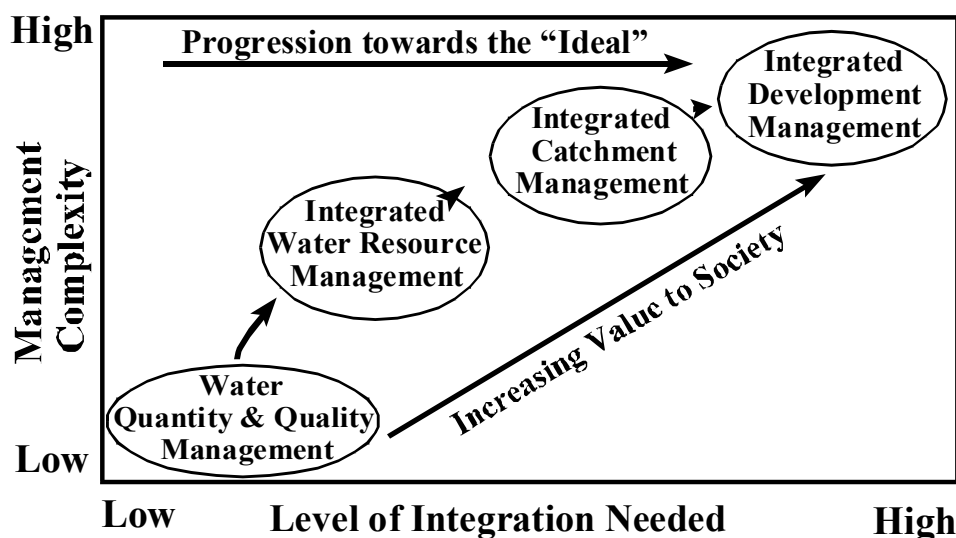 High
Progression towards the “Ideal”
Integrated
Development
Management
Integrated
Catchment
Management
Integrated
Water Resource
Management
Water
Quantity & Quality
Management
Increasing Value to Society
Management
Complexity
Low
Low
Level of Integration Needed
High